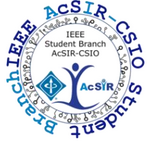 IEEE AcSIR-CSIO Student Branch
IEEE
Student Branch
AcSIR-CSIO
AcSIR